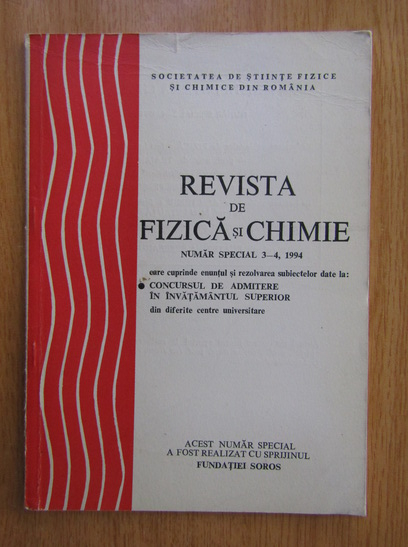 SOCIETATEA DE ȘTIINȚE FIZICE
ȘI CHIMICE DIN ROMÂNIA
REVISTA
DE
FIZICĂ ȘI CHIMIE
NUMĂR SPECIAL 3—4, 1994
care cuprinde enunțul și rezolvarea subiectelor date la:
● CONCURSUL DE ADMITERE
ÎN ÎNVĂȚĂMÂNTUL SUPERIOR
din diferite centre universitare
ACEST NUMĂR SPECIAL
A FOST REALIZAT CU SPRIJINUL
FUNDAȚIEI SOROS